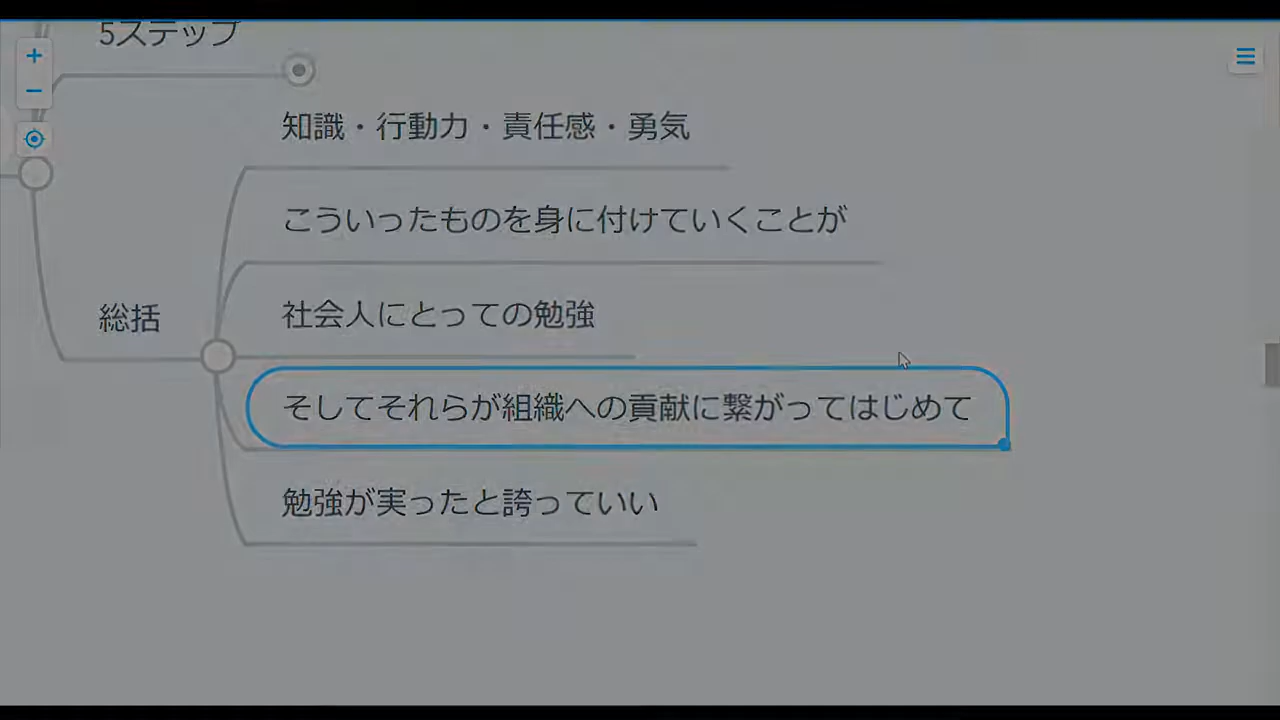 5ステップ
知識・行動力・責任感・勇気
こういったものを身に付けていくことが
総括
社会人にとっての勉強
そしてそれらが組織への貢献に繋がってはじめて
勉強が実ったと誇っていい